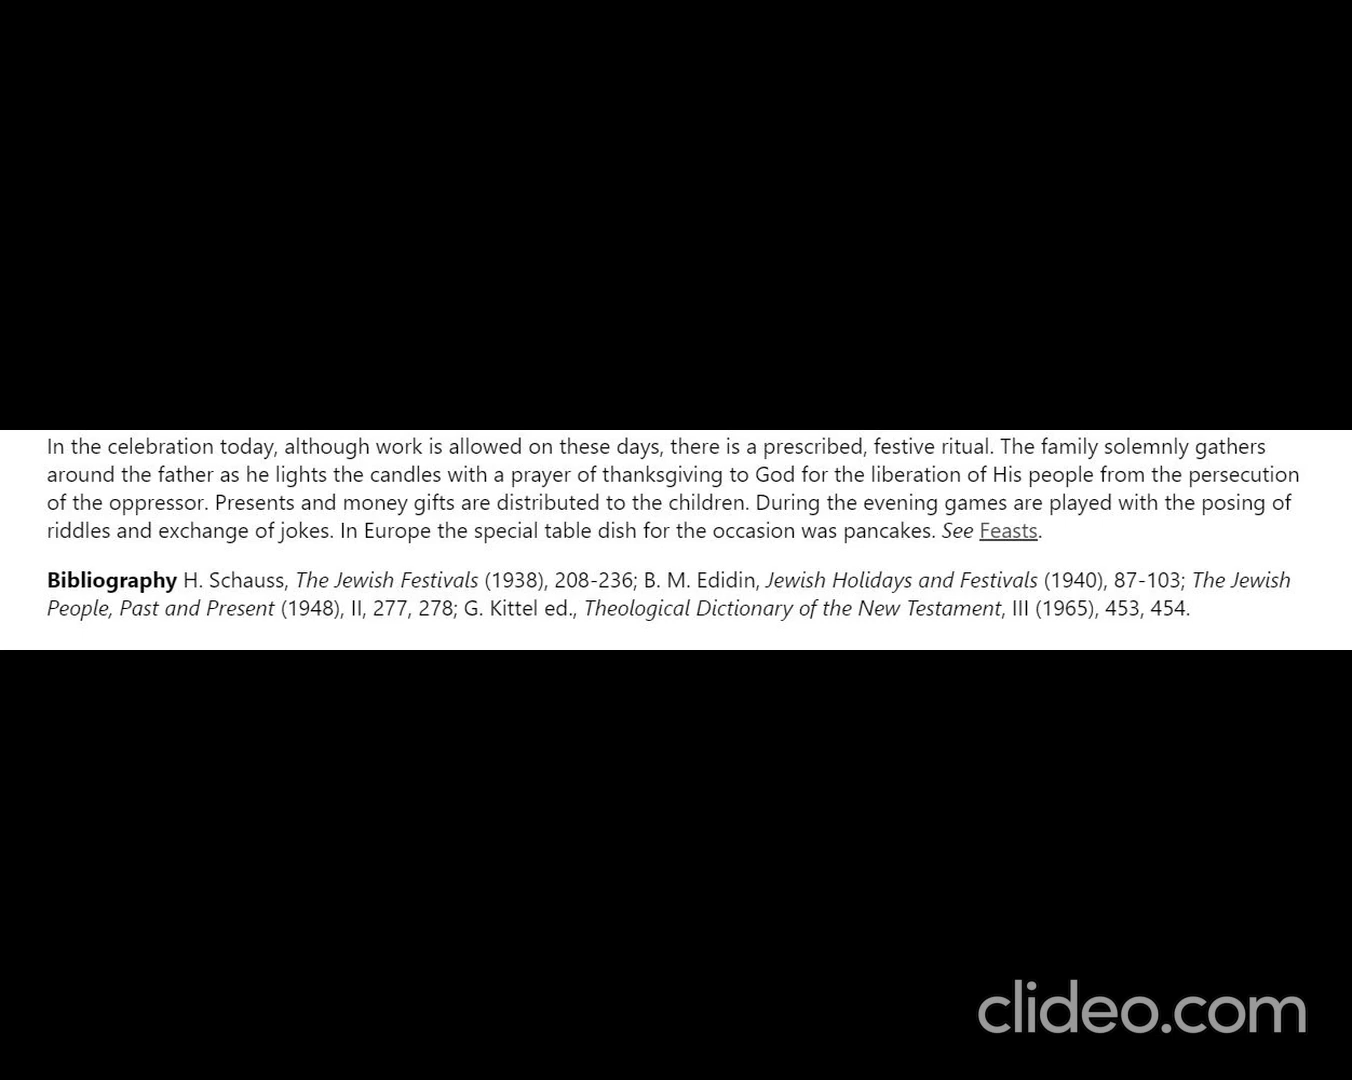 In the celebration today, although work is allowed on these days, there is a prescribed, festive ritual. The family solemnly gathers
around the father as he lights the candles with a prayer of thanksgiving to God for the liberation of His people from the persecution
of the oppressor. Presents and money gifts are distributed to the children. During the evening games are played with the posing of
riddles and exchange of jokes. In Europe the special table dish for the occasion was pancakes. See Feasts.
Bibliography H. Schauss, The Jewish Festivals (1938), 208-236; B. M. Edidin, Jewish Holidays and Festivals (1940), 87-103; The Jewish
People, Past and Present (1948), II, 277, 278; G. Kittel ed., Theological Dictionary of the New Testament, III (1965), 453, 454.
clideo.com